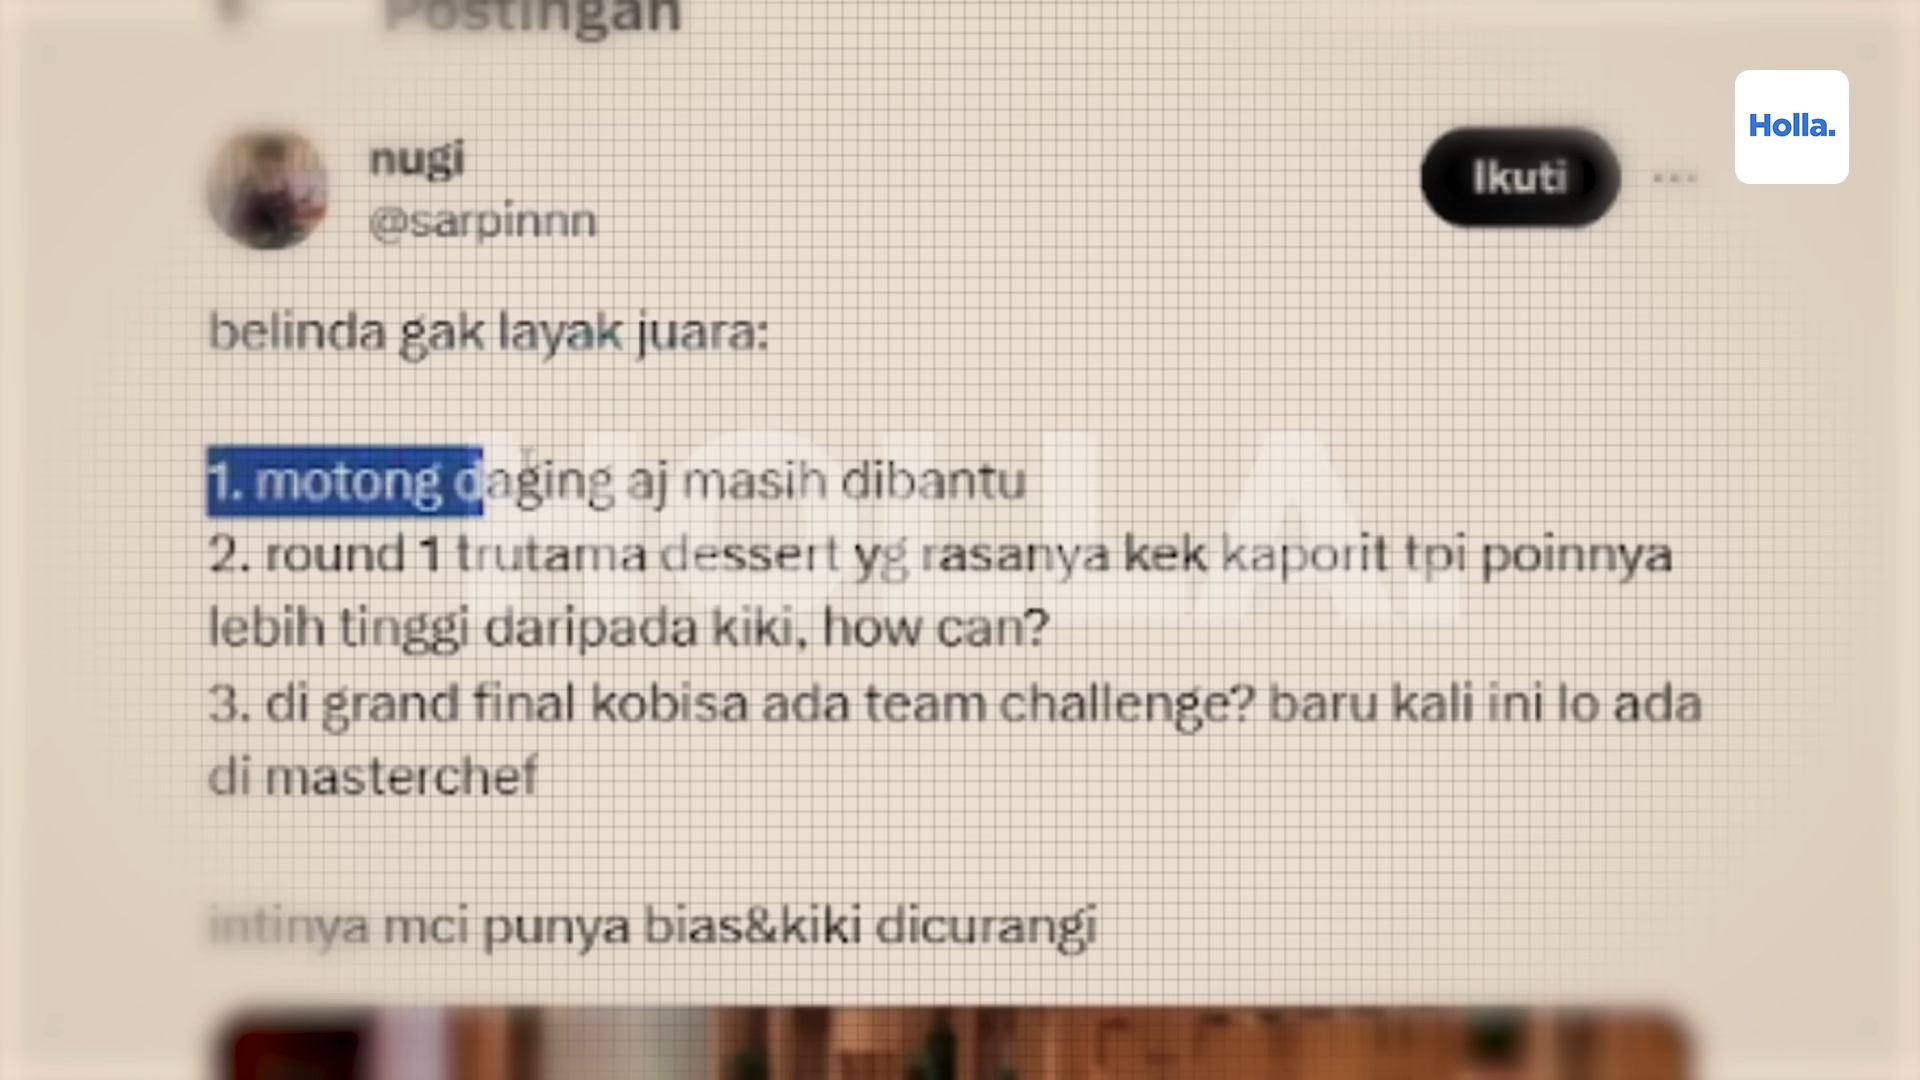 Postingan
nugi
@sarpinnn
Ikuti
Holla.
belinda gak layak juara:
1. motong daging aj masih dibantu
2. round 1 trutama dessert yg rasanya kek kaporit tpi poinnya
lebih tinggi daripada kiki, how can?
3. di grand final kobisa ada team challenge? baru kali ini lo ada
di masterchef
intinya mci punya bias&kiki dicurangi
HOLLA.